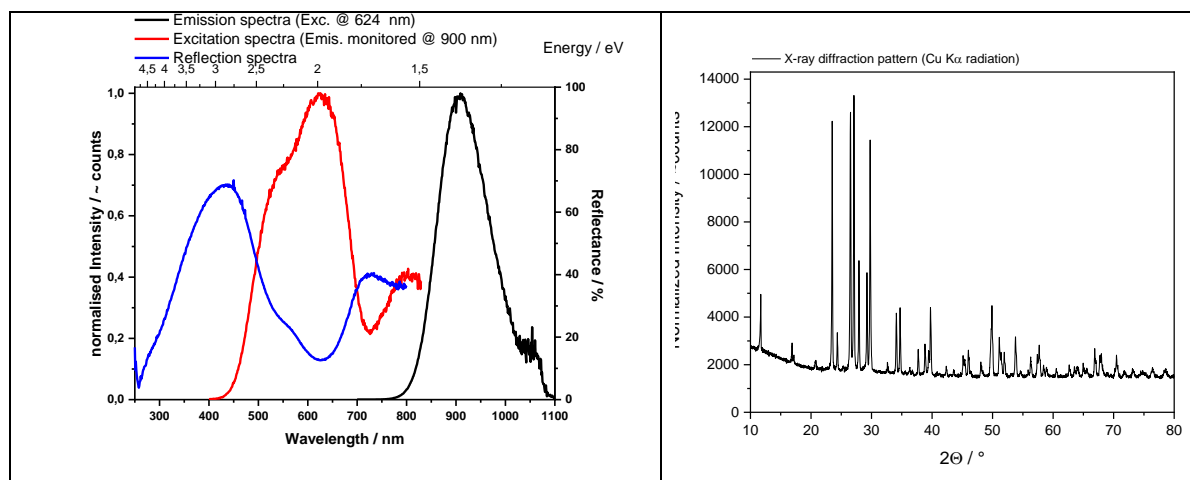 Emission spectra (Exc. @ 624 nm)
Excitation spectra (Emis. monitored @ 900 nm)
Reflection spectra
Energy / eV
4,5 4 3,5 3 2,5 2 1,5
1,0
0,8
0,6
0,4
0,2
0,0
normalised Intensity / ~ counts
100
80
60
40
20
0
Reflectance / %
300 400 500 600 700 800 900 1000 1100
Wavelength / nm
X-ray diffraction pattern (Cu Kα radiation)
14000
12000
10000
8000
6000
4000
2000
0
Normalized Intensity / ~counts
10 20 30 40 50 60 70 80
2Θ / °